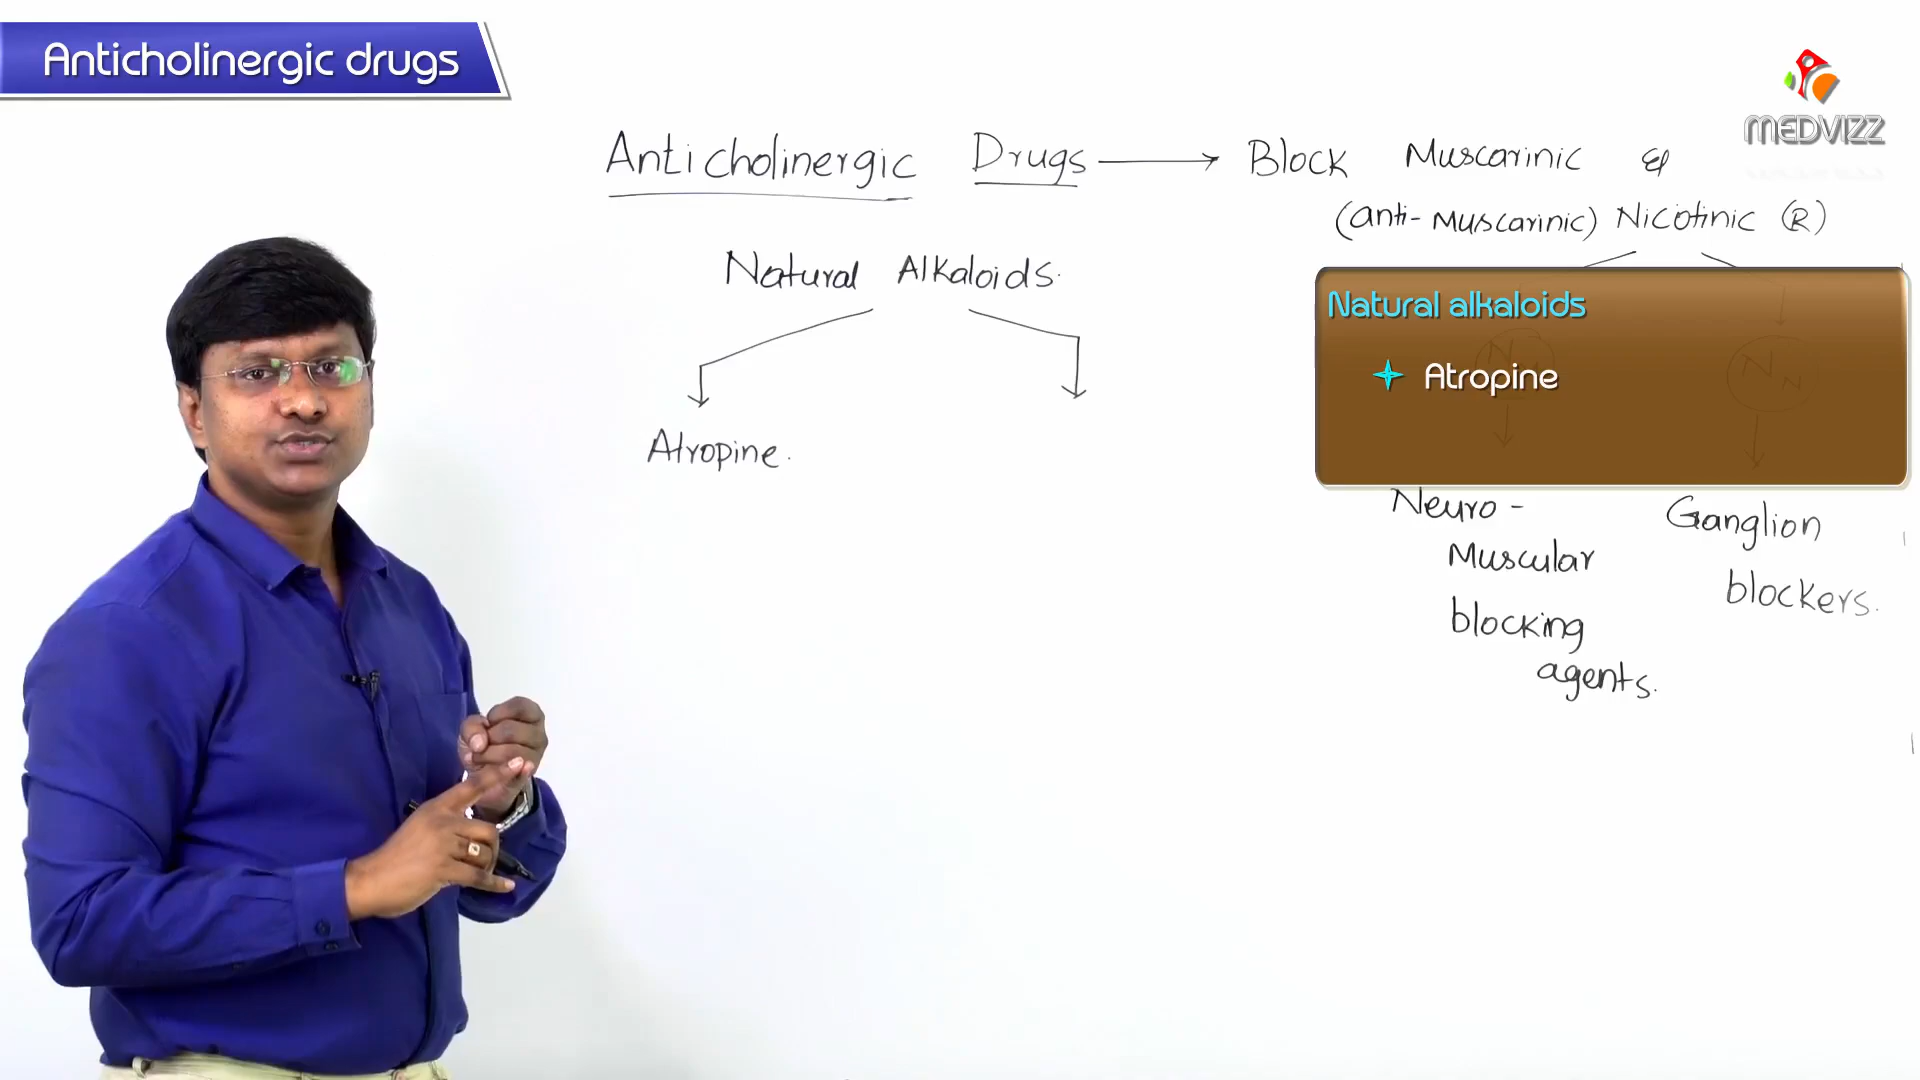 Anticholinergic drugs
MEDVIZZ
Anticholinergic Drugs → Block Muscarinic &
(anti-Muscarinic) Nicotinic (R)
Natural Alkaloids.
Natural alkaloids
Atropine
NN
Atropine.
Neuro-
Muscular
blocking
agents.
Ganglion
blockers.